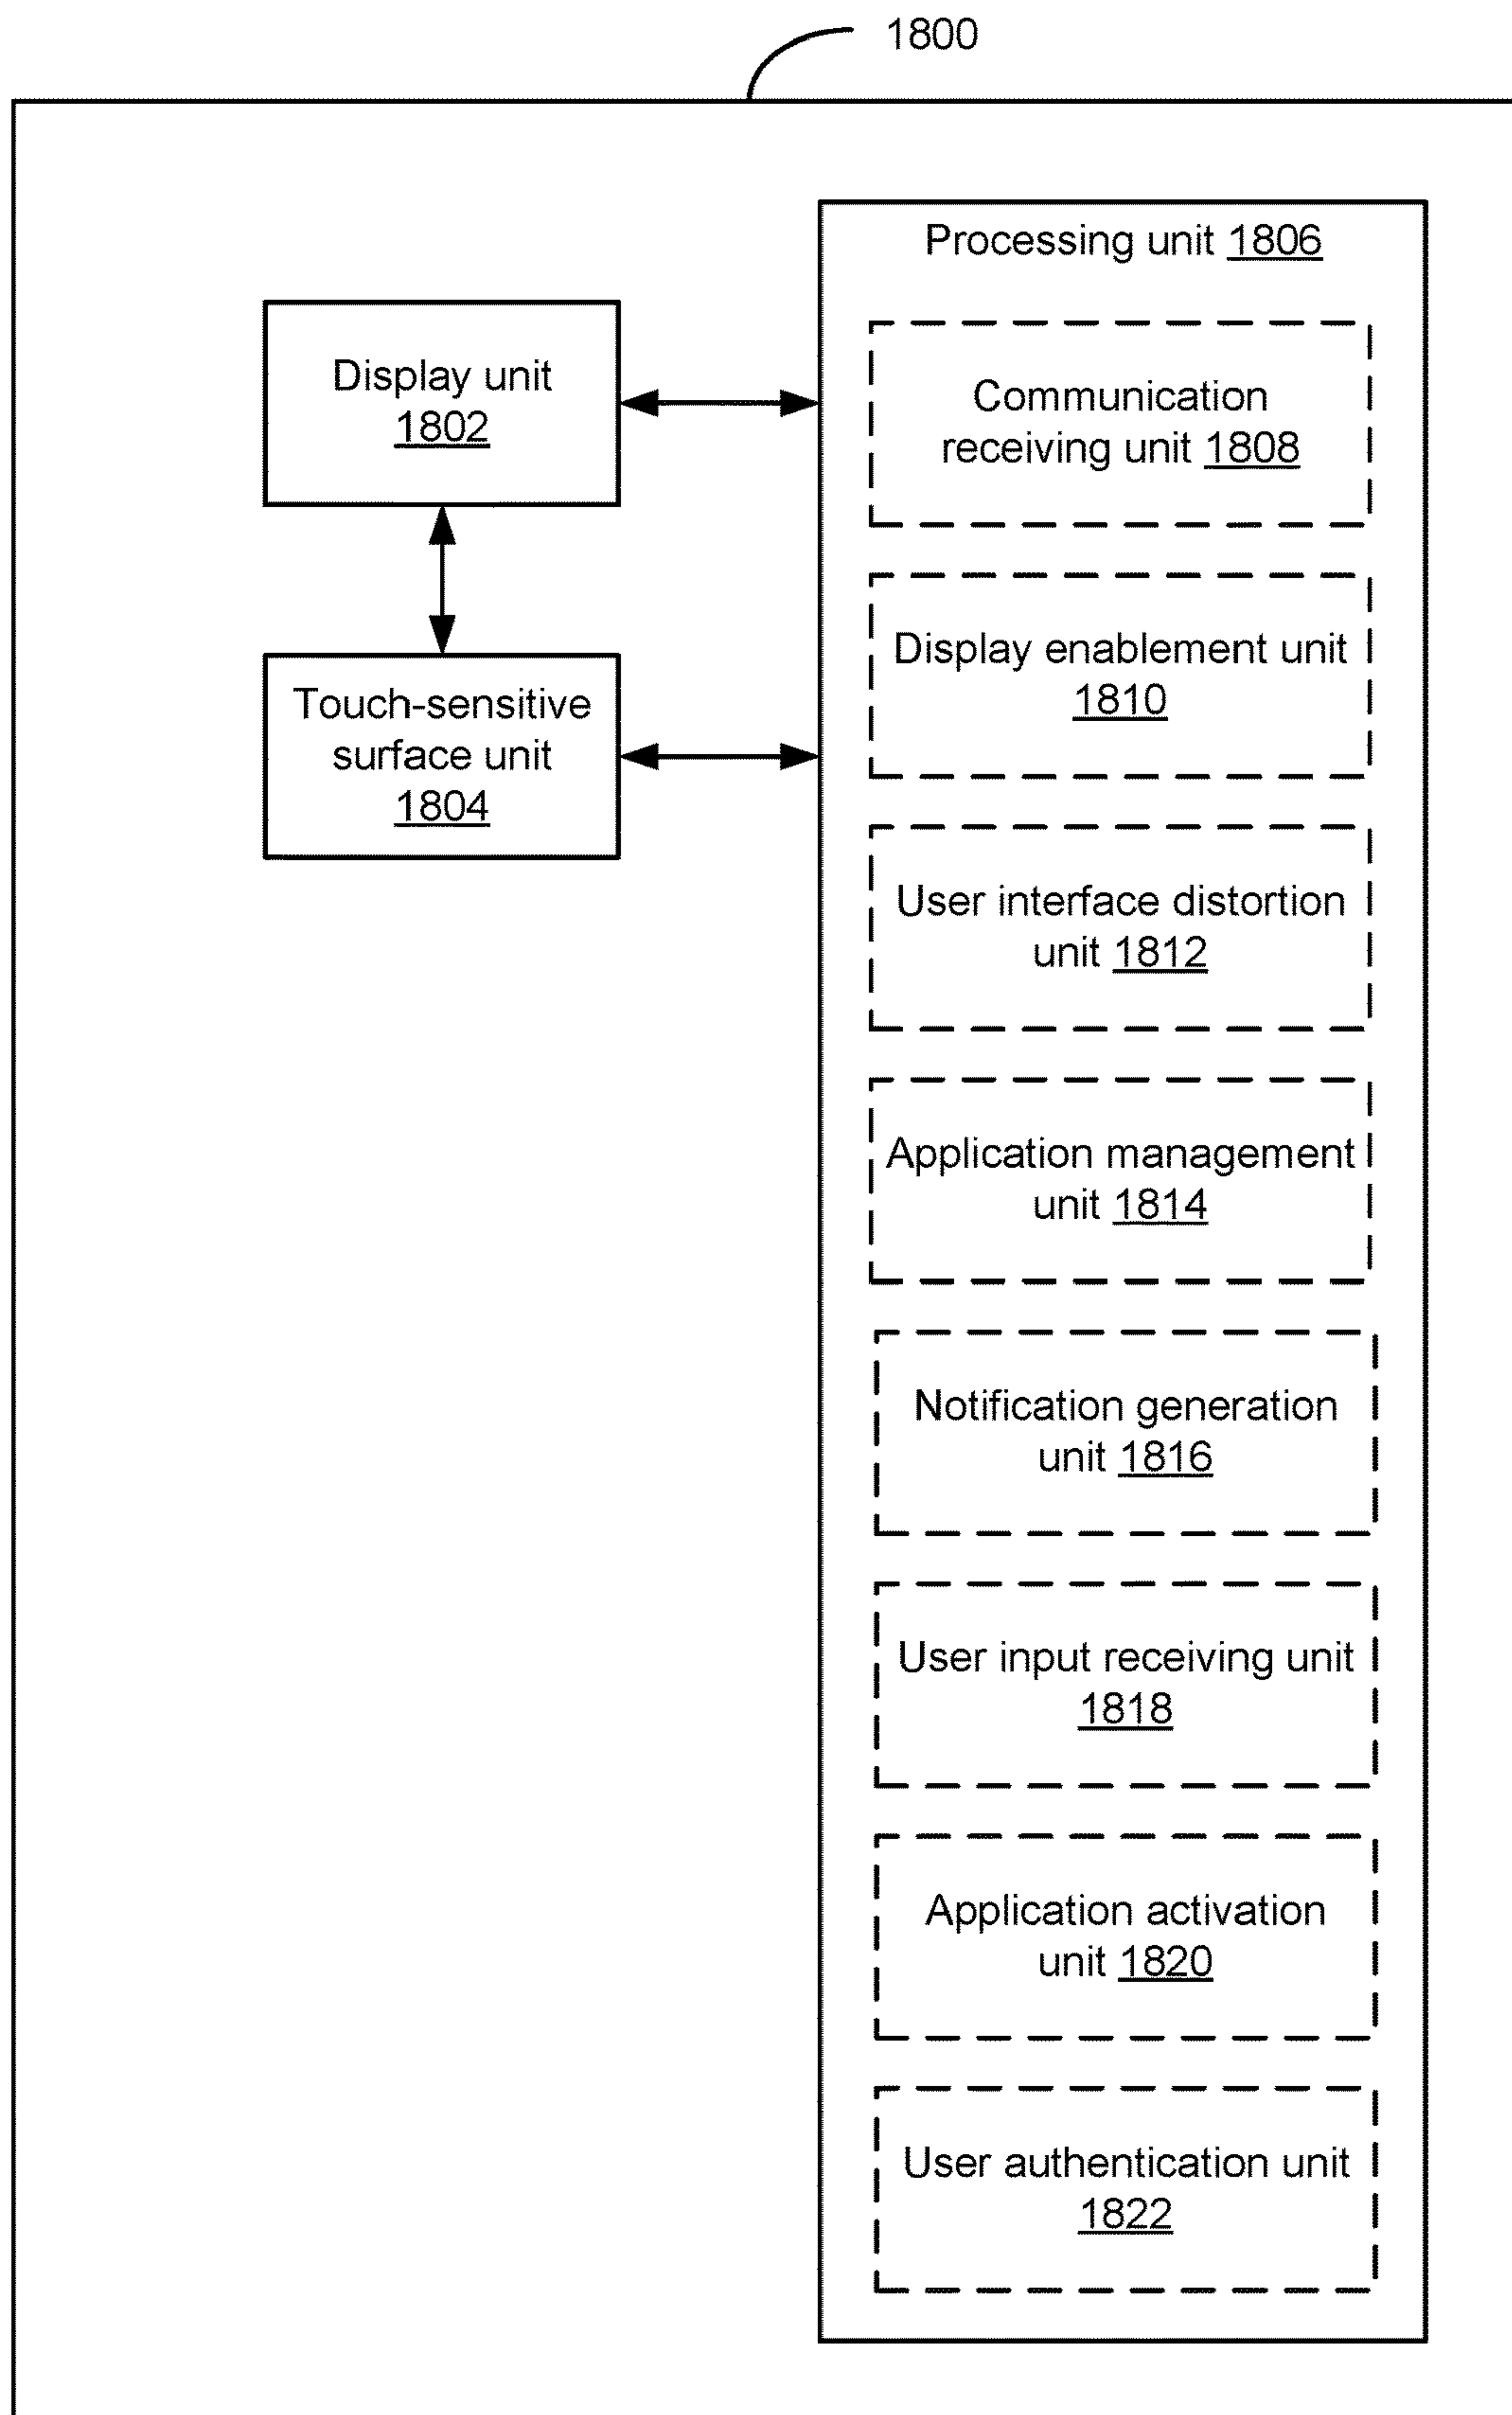 1800
Processing unit 1806
Display unit
1802
Touch-sensitive
surface unit
1804
Communication
receiving unit 1808
Display enablement unit
1810
User interface distortion
unit 1812
Application management
unit 1814
Notification generation
unit 1816
User input receiving unit
1818
Application activation
unit 1820
User authentication unit
1822